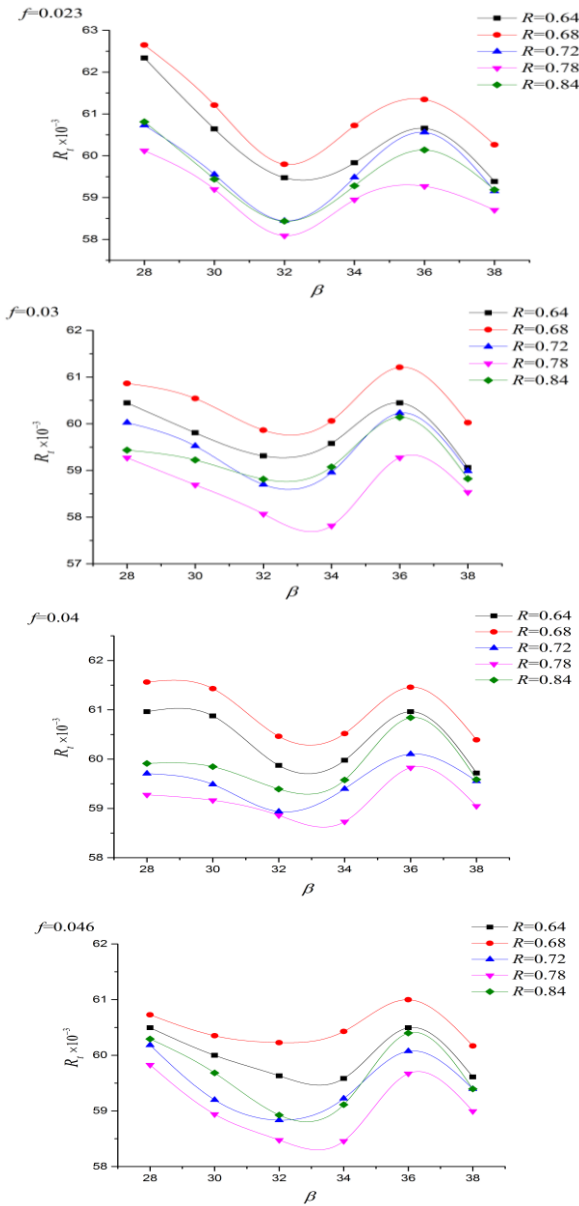 f=0.023
R=0.64
R=0.68
R=0.72
R=0.78
R=0.84
63
62
61
60
59
58
R_t ×10⁻³
28 30 32 34 36 38
β
f=0.03
R=0.64
R=0.68
R=0.72
R=0.78
R=0.84
62
61
60
59
58
57
R_t ×10⁻³
28 30 32 34 36 38
β
f=0.04
R=0.64
R=0.68
R=0.72
R=0.78
R=0.84
62
61
60
59
58
R_t ×10⁻³
28 30 32 34 36 38
β
f=0.046
R=0.64
R=0.68
R=0.72
R=0.78
R=0.84
62
61
60
59
58
R_t ×10⁻³
28 30 32 34 36 38
β